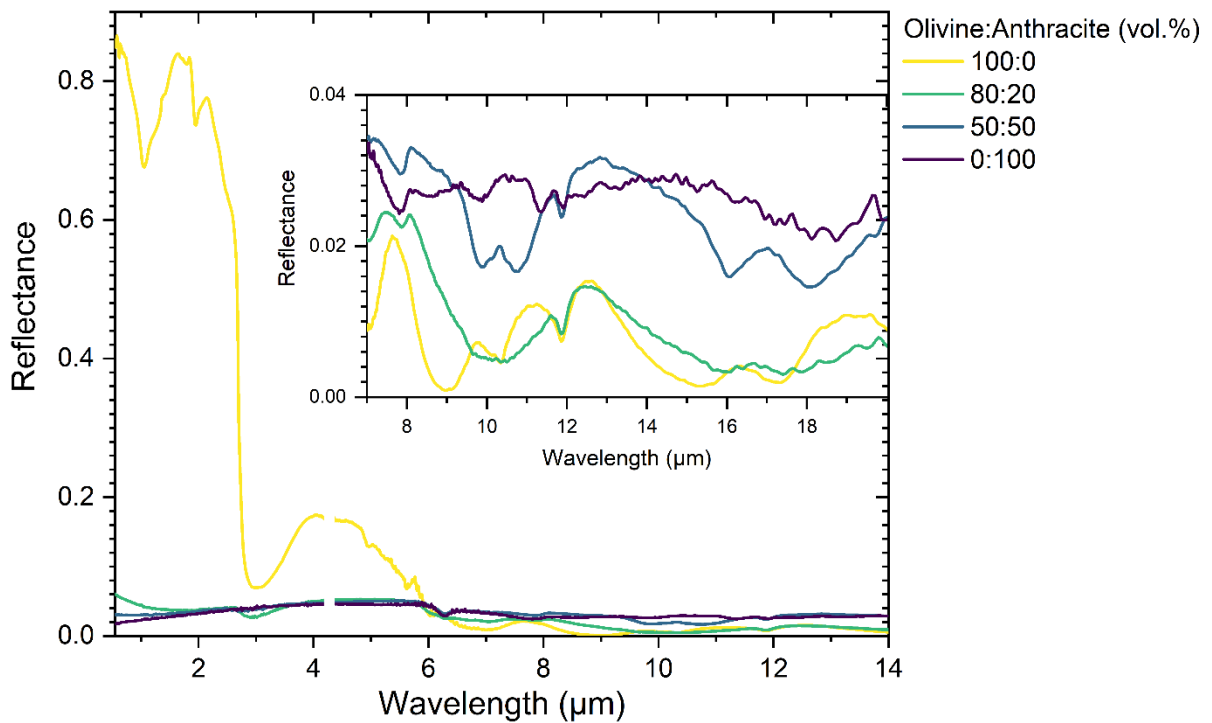 Olivine:Anthracite (vol.%)
100:0
80:20
50:50
0:100
Reflectance
0.8
0.6
0.4
0.2
0.0
2 4 6 8 10 12 14
Wavelength (µm)
Reflectance
0.04
0.02
0.00
8 10 12 14 16 18
Wavelength (µm)